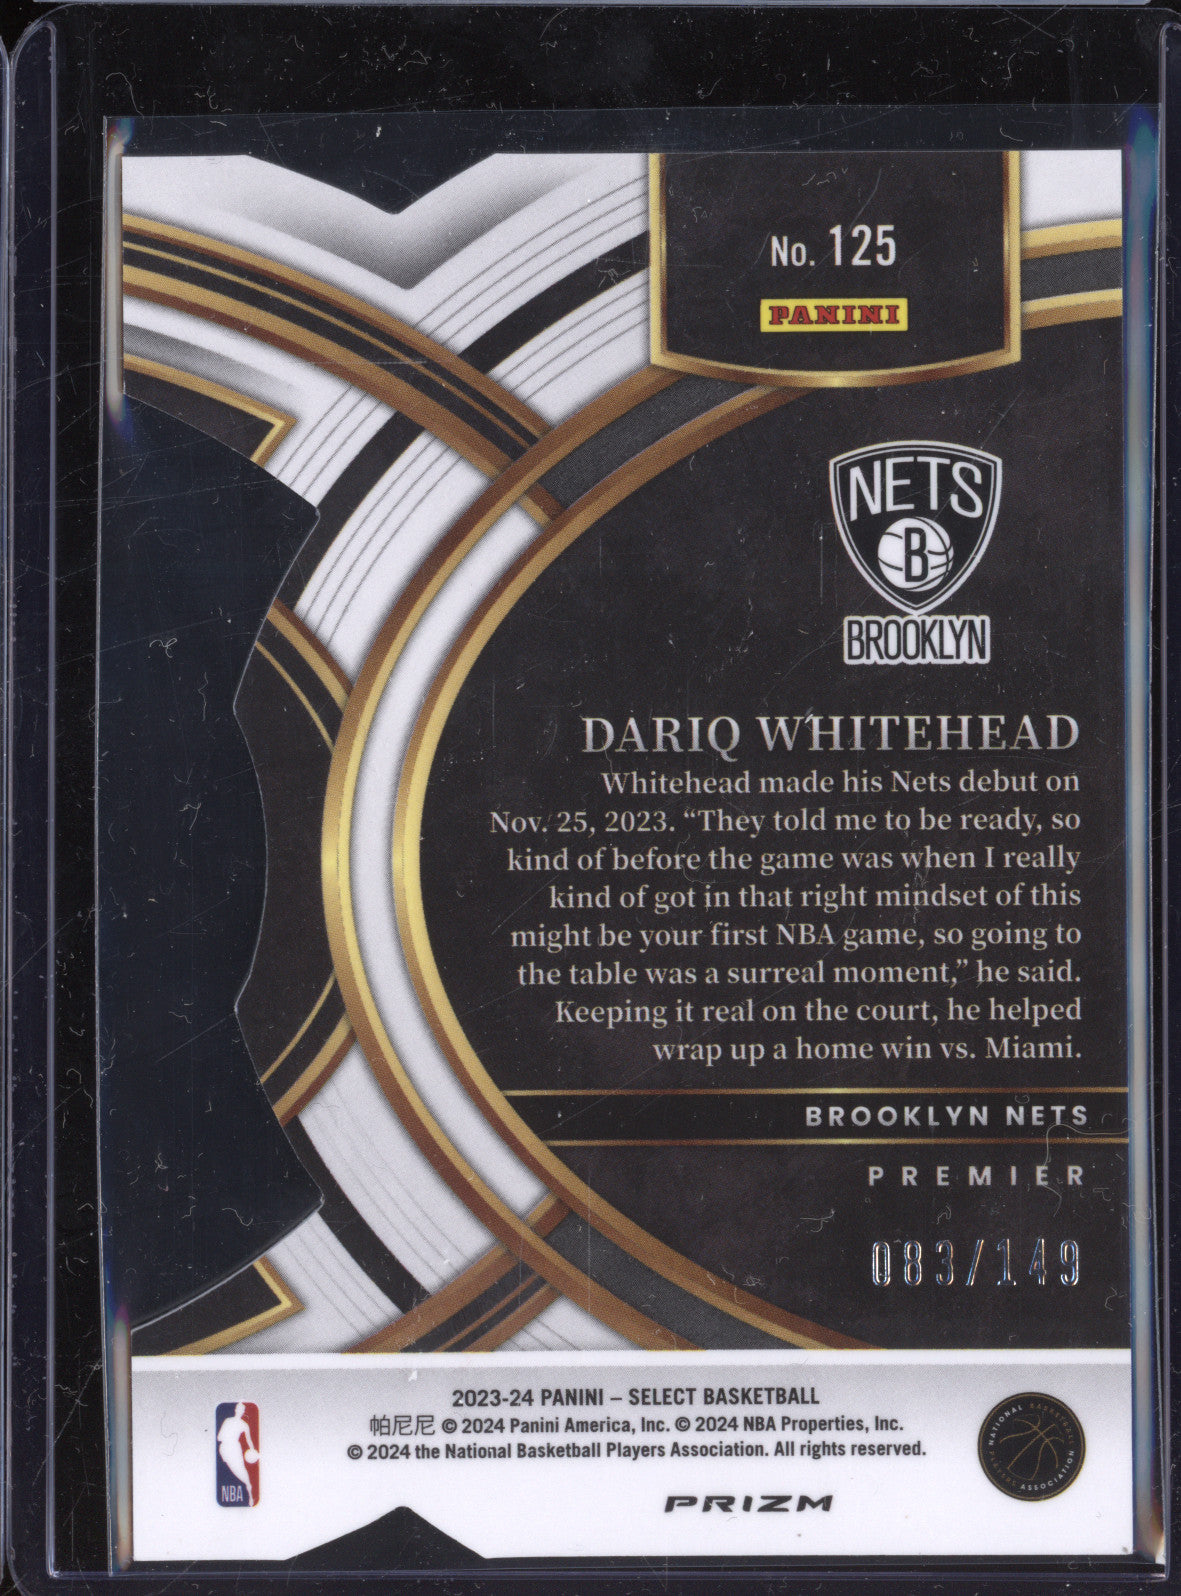 No. 125
PANINI
NETS
B
BROOKLYN
DARIQ WHITEHEAD
Whitehead made his Nets debut on
Nov. 25, 2023. “They told me to be ready, so
kind of before the game was when I really
kind of got in that right mindset of this
might be your first NBA game, so going to
the table was a surreal moment,” he said.
Keeping it real on the court, he helped
wrap up a home win vs. Miami.
BROOKLYN NETS
PREMIER
083/149
2023-24 PANINI – SELECT BASKETBALL
帕尼尼 © 2024 Panini America, Inc. © 2024 NBA Properties, Inc.
© 2024 the National Basketball Players Association. All rights reserved.
NBA
NATIONAL BASKETBALL
PLAYERS ASSOCIATION
PRIZM